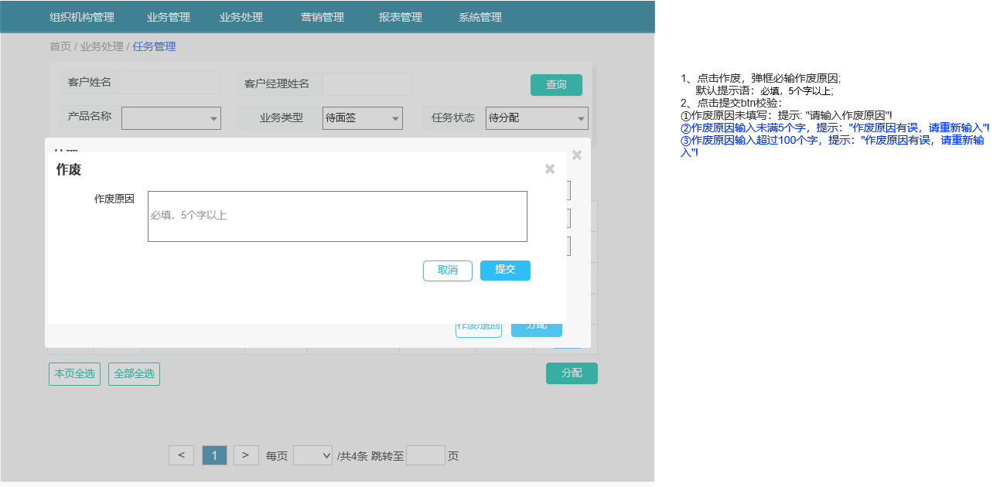 组织机构管理 业务管理 业务处理 营销管理 报表管理 系统管理
首页 / 业务处理 / 任务管理
客户姓名 客户经理姓名 查询
产品名称 业务类型 待面签 任务状态 待分配
作废
作废原因
必填，5个字以上
取消 提交
作废/退回 分配
本页全选 全部全选 分配
< 1 > 每页 /共4条 跳转至 页
1、点击作废，弹框必输作废原因;
默认提示语：必填，5个字以上;
2、点击提交btn校验：
①作废原因未填写：提示: "请输入作废原因"!
②作废原因输入未满5个字，提示："作废原因有误，请重新输入"!
③作废原因输入超过100个字，提示："作废原因有误，请重新输
入"!